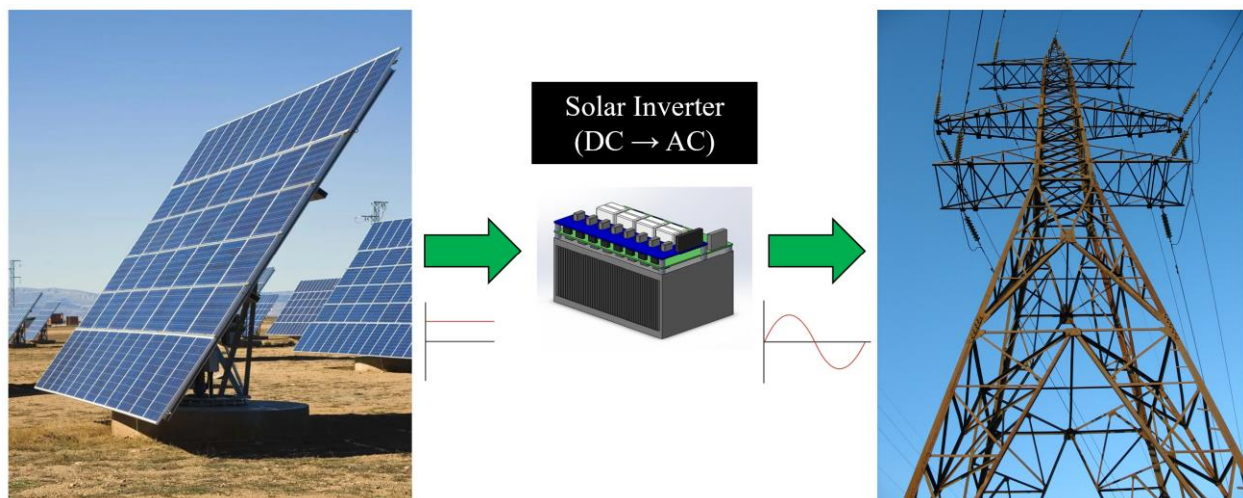 Solar Inverter
(DC → AC)